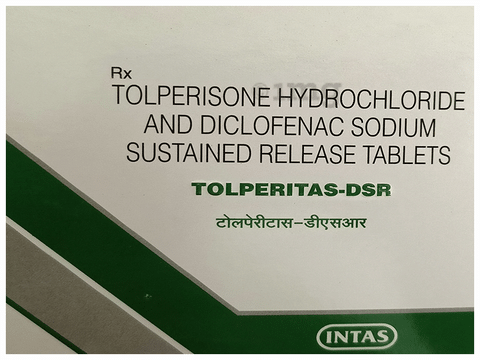 Rx
TOLPERISONE HYDROCHLORIDE
AND DICLOFENAC SODIUM
SUSTAINED RELEASE TABLETS
TOLPERITAS-DSR
टोलपेरीटास-डीएसआर
INTAS